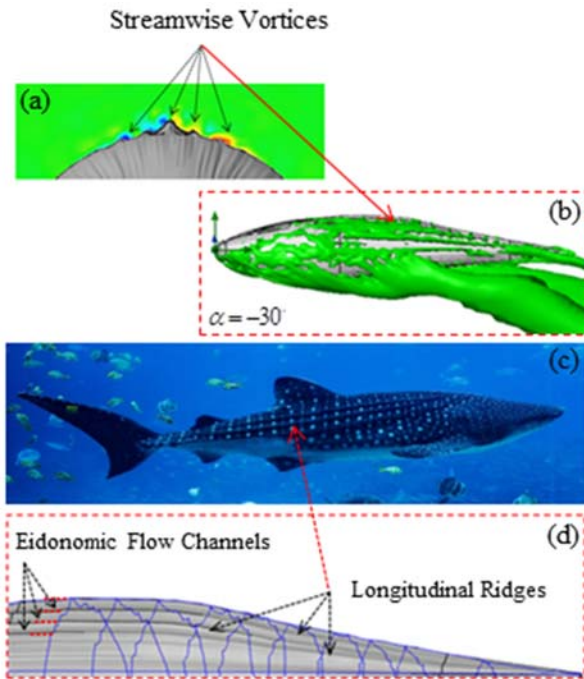 Streamwise Vortices
(a)
(b)
α = −30°
(c)
Eidonomic Flow Channels
(d)
Longitudinal Ridges